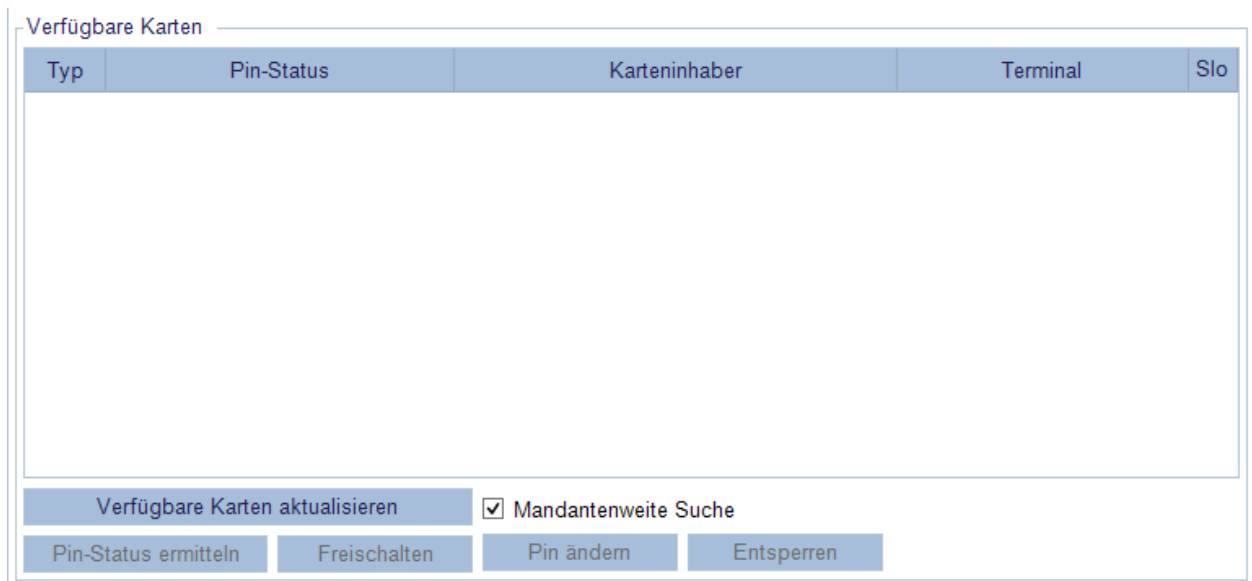 Verfügbare Karten
Typ Pin-Status Karteninhaber Terminal Slo
Verfügbare Karten aktualisieren Mandantenweite Suche
Pin-Status ermitteln Freischalten Pin ändern Entsperren